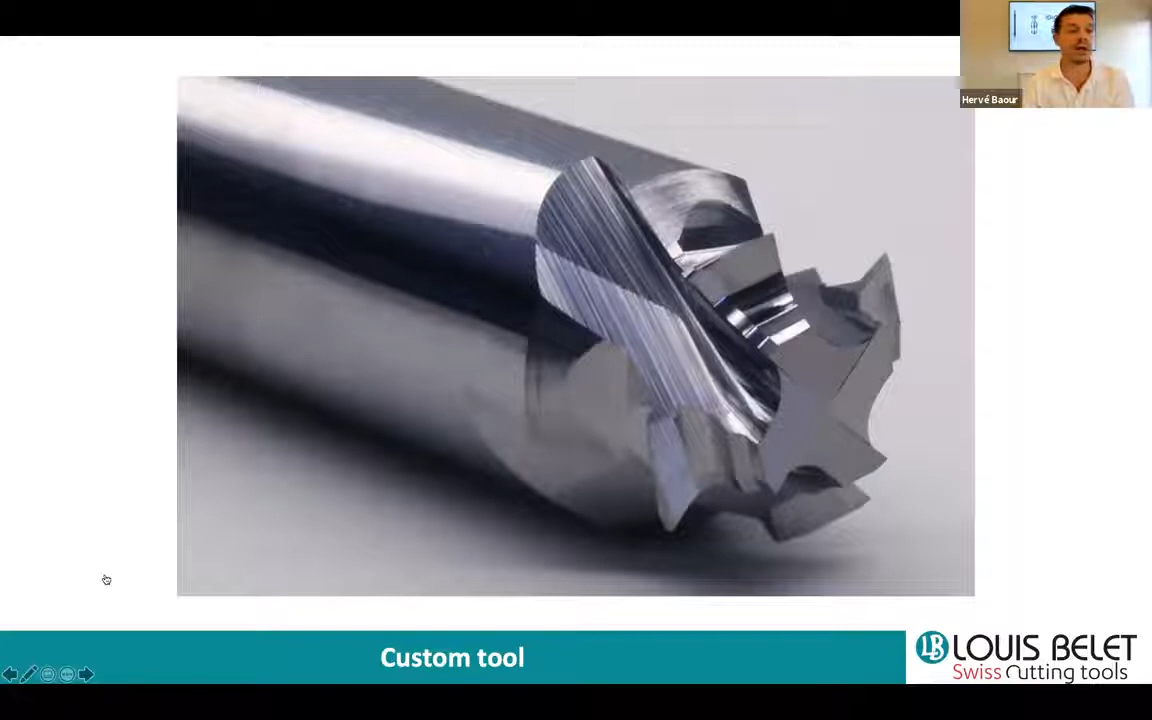 Hervé Baour
Custom tool
LB LOUIS BELET
Swiss Cutting tools